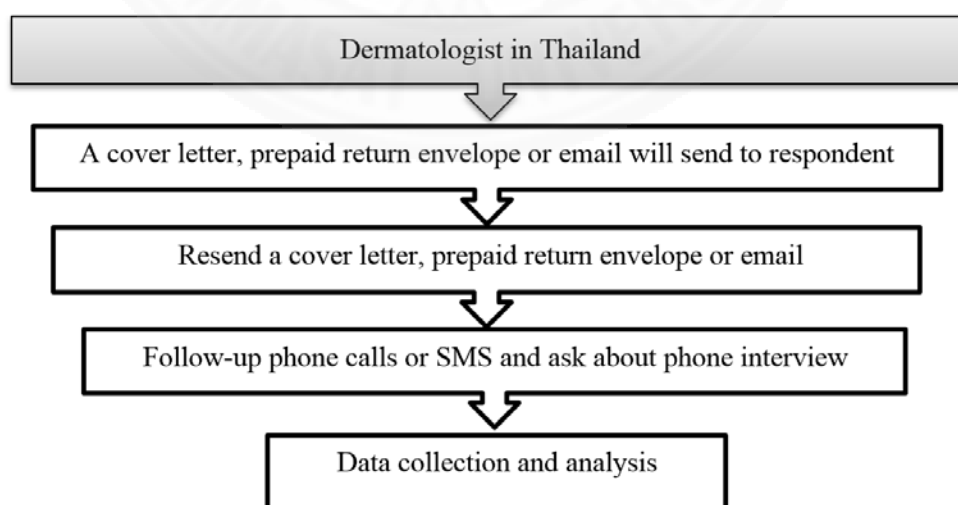 Dermatologist in Thailand
A cover letter, prepaid return envelope or email will send to respondent
Resend a cover letter, prepaid return envelope or email
Follow-up phone calls or SMS and ask about phone interview
Data collection and analysis